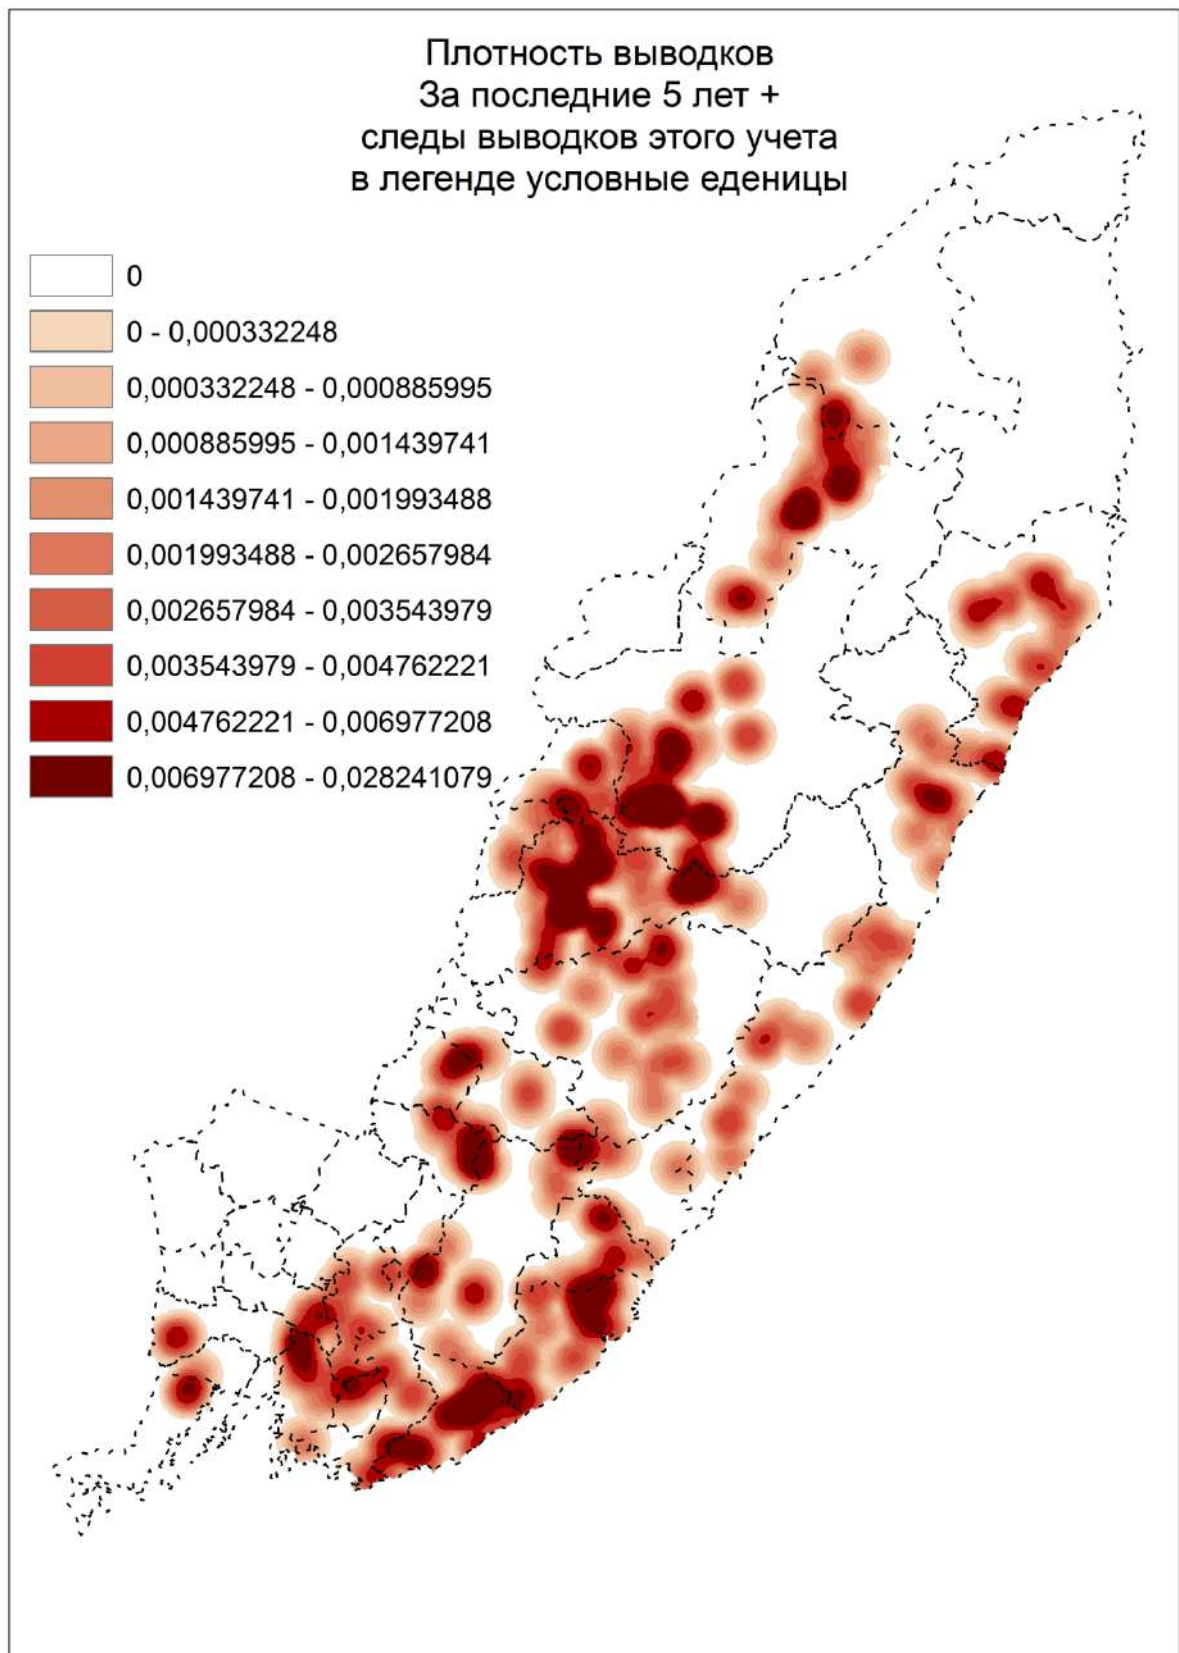 Плотность выводков
За последние 5 лет +
следы выводков этого учета
в легенде условные еденицы
0
0 - 0,000332248
0,000332248 - 0,000885995
0,000885995 - 0,001439741
0,001439741 - 0,001993488
0,001993488 - 0,002657984
0,002657984 - 0,003543979
0,003543979 - 0,004762221
0,004762221 - 0,006977208
0,006977208 - 0,028241079